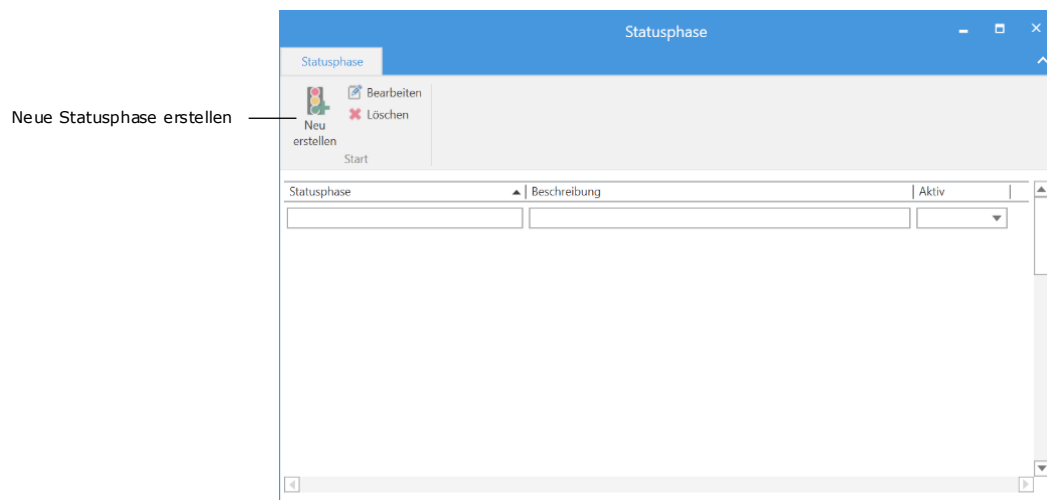 Statusphase
Statusphase
Bearbeiten
Löschen
Neue Statusphase erstellen
Neu
erstellen
Start
Statusphase Beschreibung Aktiv